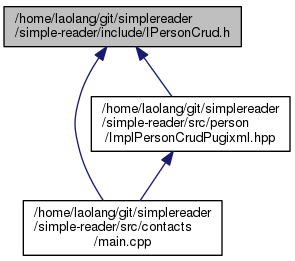 /home/laolang/git/simplereader
/simple-reader/include/IPersonCrud.h
/home/laolang/git/simplereader
/simple-reader/src/person
/ImplPersonCrudPugixml.hpp
/home/laolang/git/simplereader
/simple-reader/src/contacts
/main.cpp